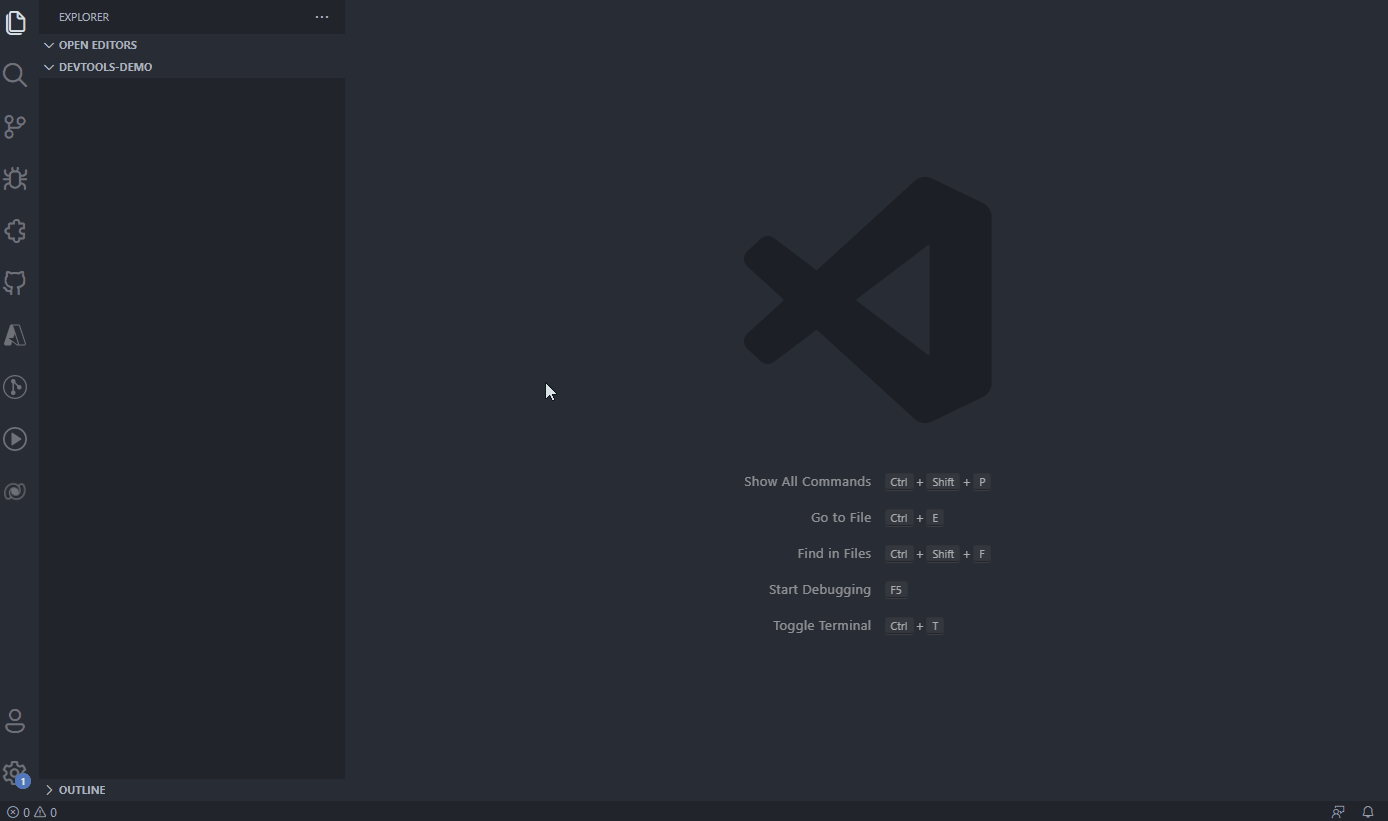 EXPLORER
OPEN EDITORS
DEVTOOLS-DEMO
Show All Commands Ctrl + Shift + P
Go to File Ctrl + E
Find in Files Ctrl + Shift + F
Start Debugging F5
Toggle Terminal Ctrl + T
1
OUTLINE
0 0